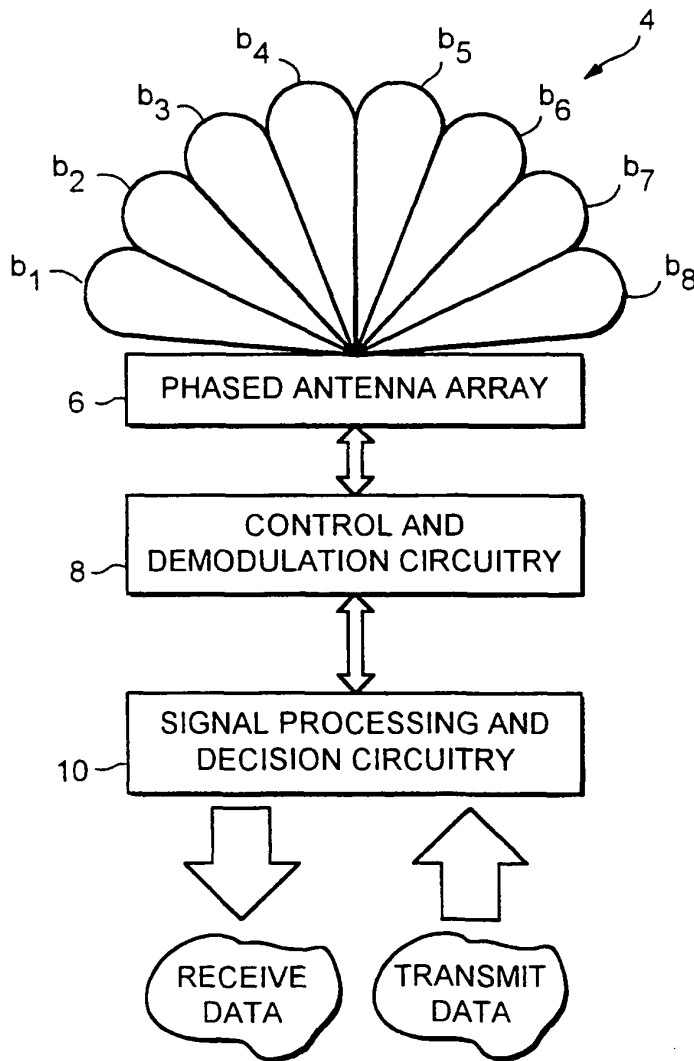 4
b4
b5
b3
b6
b2
b7
b1
b8
6
PHASED ANTENNA ARRAY
8
CONTROL AND
DEMODULATION CIRCUITRY
10
SIGNAL PROCESSING AND
DECISION CIRCUITRY
RECEIVE
DATA
TRANSMIT
DATA